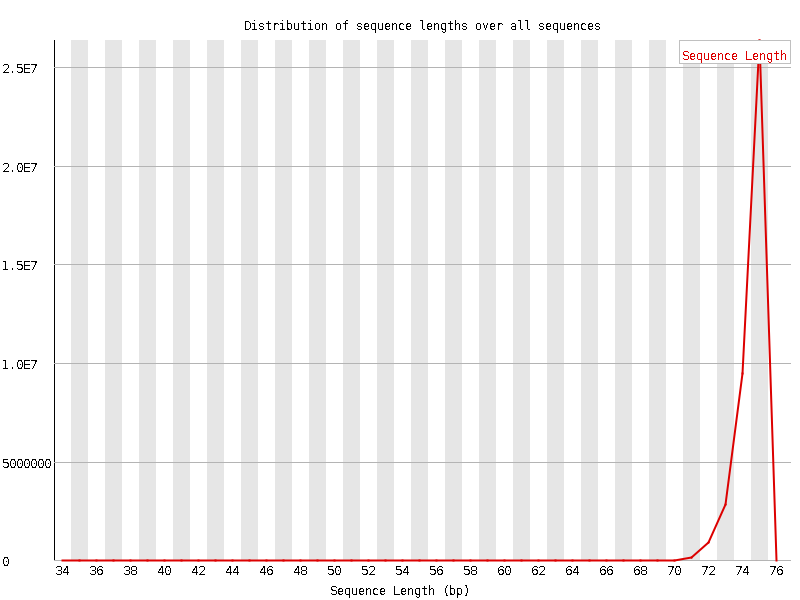 Distribution of sequence lengths over all sequences
Sequence Length
2.5E7
2.0E7
1.5E7
1.0E7
5000000
0
34 36 38 40 42 44 46 48 50 52 54 56 58 60 62 64 66 68 70 72 74 76
Sequence Length (bp)